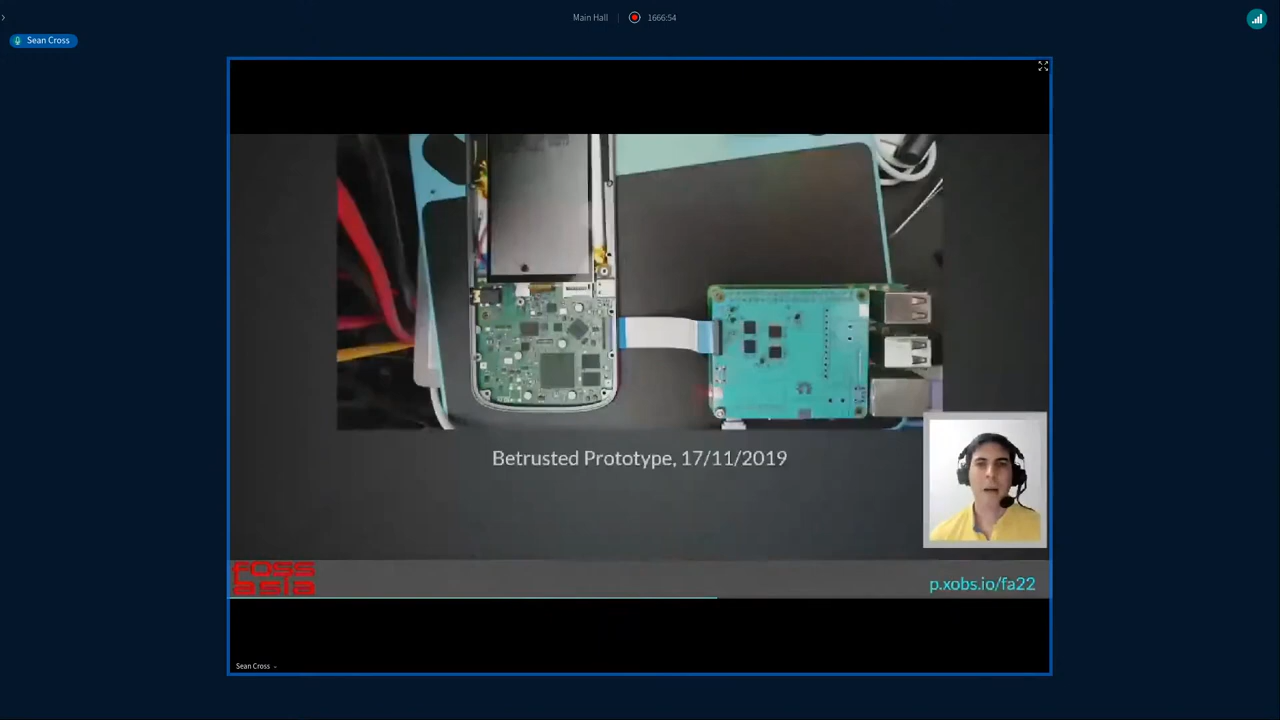 Main Hall
1666:54
Sean Cross
Betrusted Prototype, 17/11/2019
FOSS
asia
p.xobs.io/fa22
Sean Cross